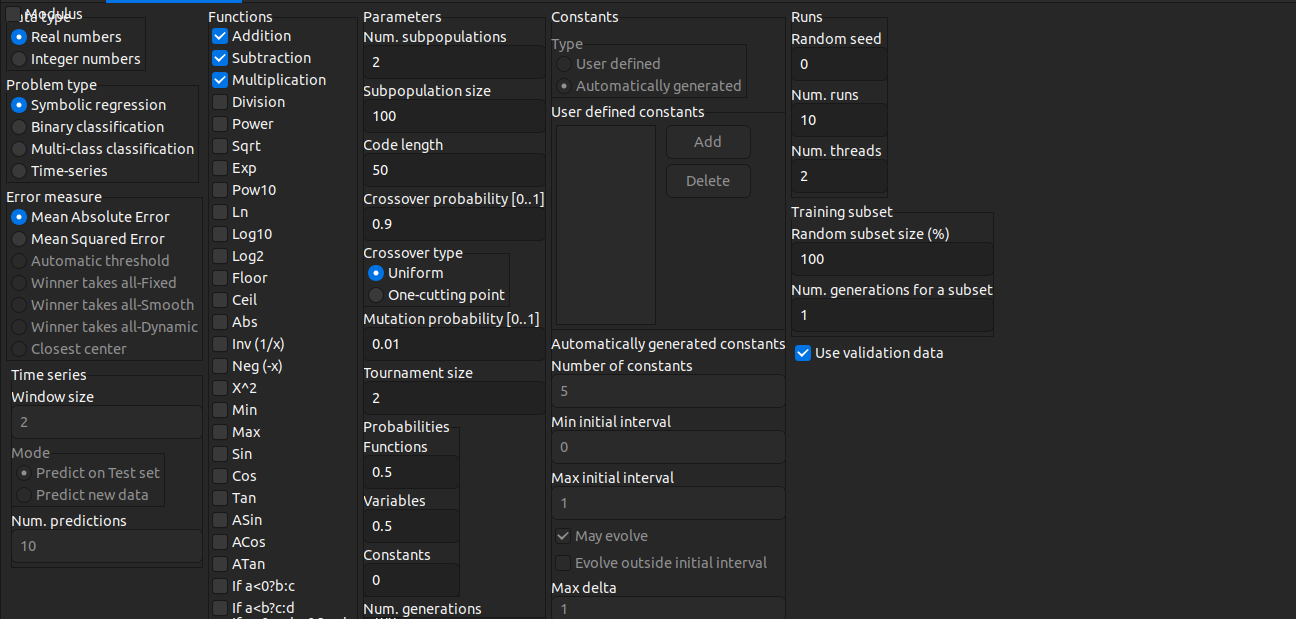 Modulus
Data type
Real numbers
Integer numbers
Problem type
Symbolic regression
Binary classification
Multi-class classification
Time-series
Error measure
Mean Absolute Error
Mean Squared Error
Automatic threshold
Winner takes all-Fixed
Winner takes all-Smooth
Winner takes all-Dynamic
Closest center
Time series
Window size
2
Mode
Predict on Test set
Predict new data
Num. predictions
10
Functions
Addition
Subtraction
Multiplication
Division
Power
Sqrt
Exp
Pow10
Ln
Log10
Log2
Floor
Ceil
Abs
Inv (1/x)
Neg (-x)
X^2
Min
Max
Sin
Cos
Tan
ASin
ACos
ATan
If a<0?b:c
If a<b?c:d
Parameters
Num. subpopulations
2
Subpopulation size
100
Code length
50
Crossover probability [0..1]
0.9
Crossover type
Uniform
One-cutting point
Mutation probability [0..1]
0.01
Tournament size
2
Probabilities
Functions
0.5
Variables
0.5
Constants
0
Num. generations
Constants
Type
User defined
Automatically generated
User defined constants
Add
Delete
Automatically generated constants
Number of constants
5
Min initial interval
0
Max initial interval
1
May evolve
Evolve outside initial interval
Max delta
1
Runs
Random seed
0
Num. runs
10
Num. threads
2
Training subset
Random subset size (%)
100
Num. generations for a subset
1
Use validation data